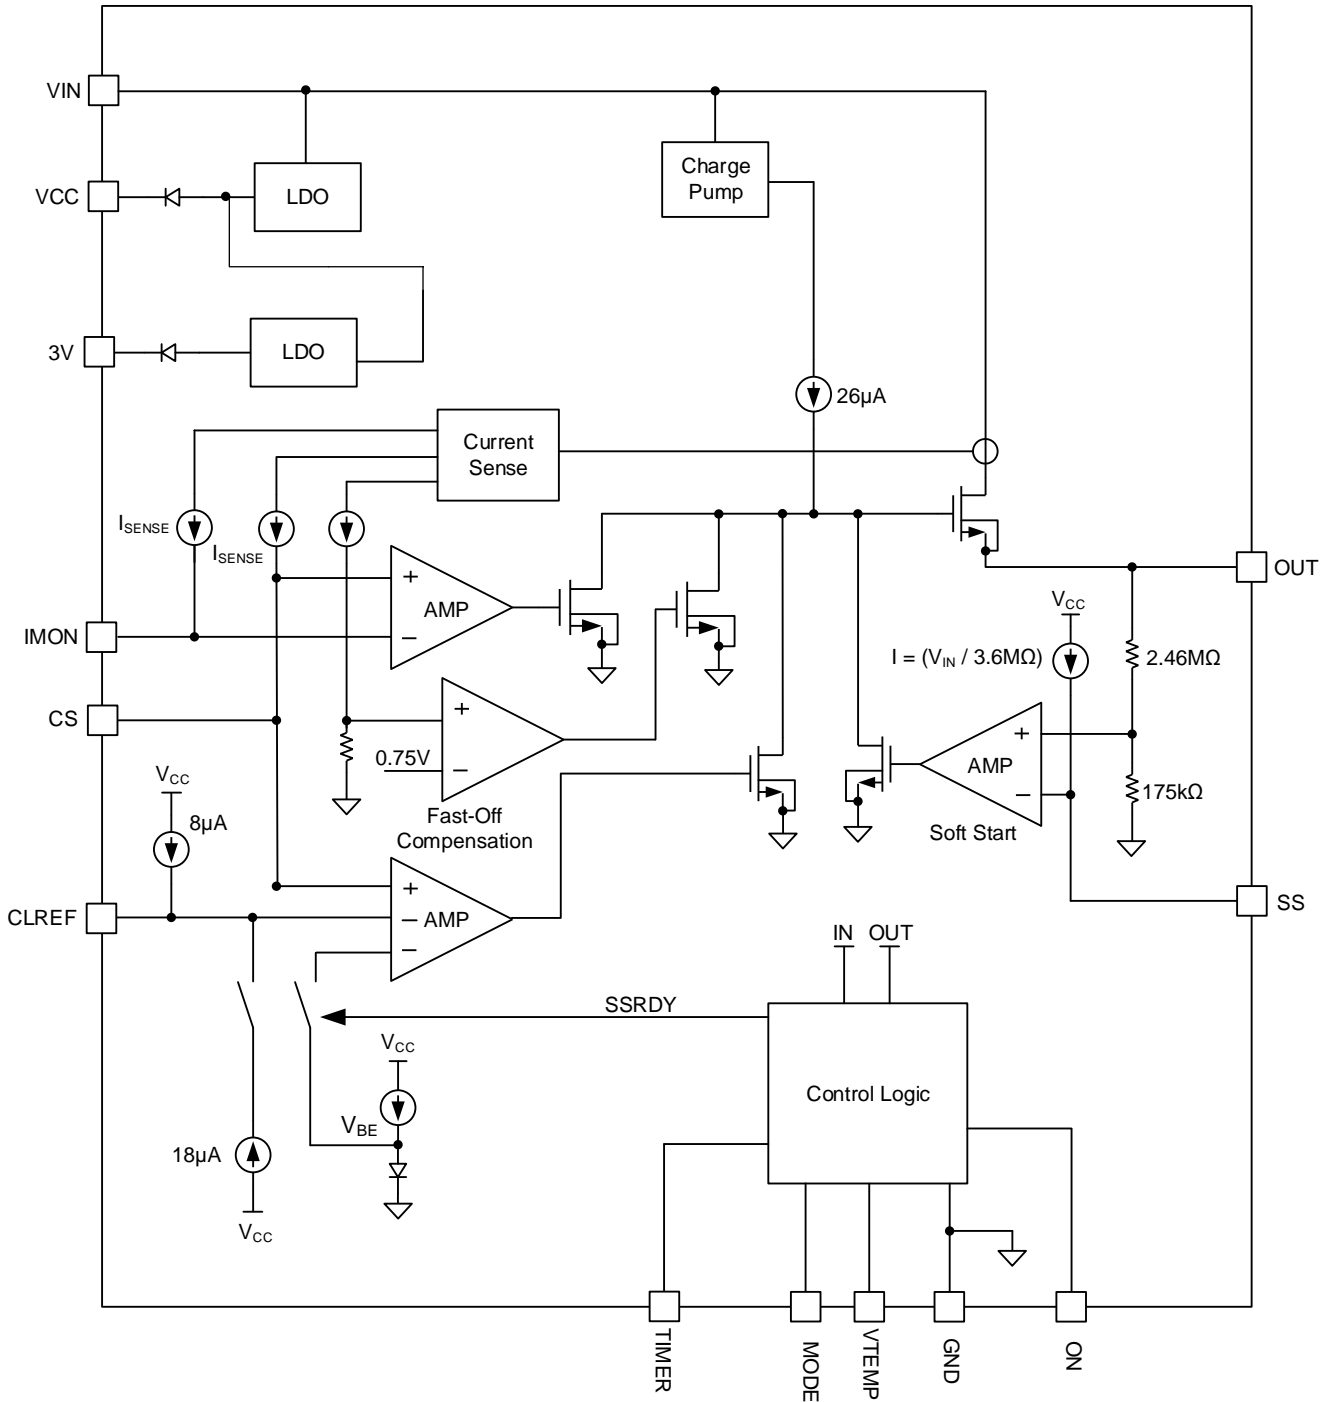 VIN
Charge
Pump
VCC
LDO
3V
LDO
26µA
Current
Sense
ISENSE
ISENSE
+
AMP
−
IMON
OUT
VCC
I = (VIN / 3.6MΩ)
2.46MΩ
CS
+
0.75V
−
Fast-Off
Compensation
+
AMP
−
Soft Start
175kΩ
VCC
8µA
CLREF
+
− AMP
−
SS
IN OUT
SSRDY
VCC
VBE
Control Logic
18µA
VCC
TIMER
MODE
VTEMP
GND
ON